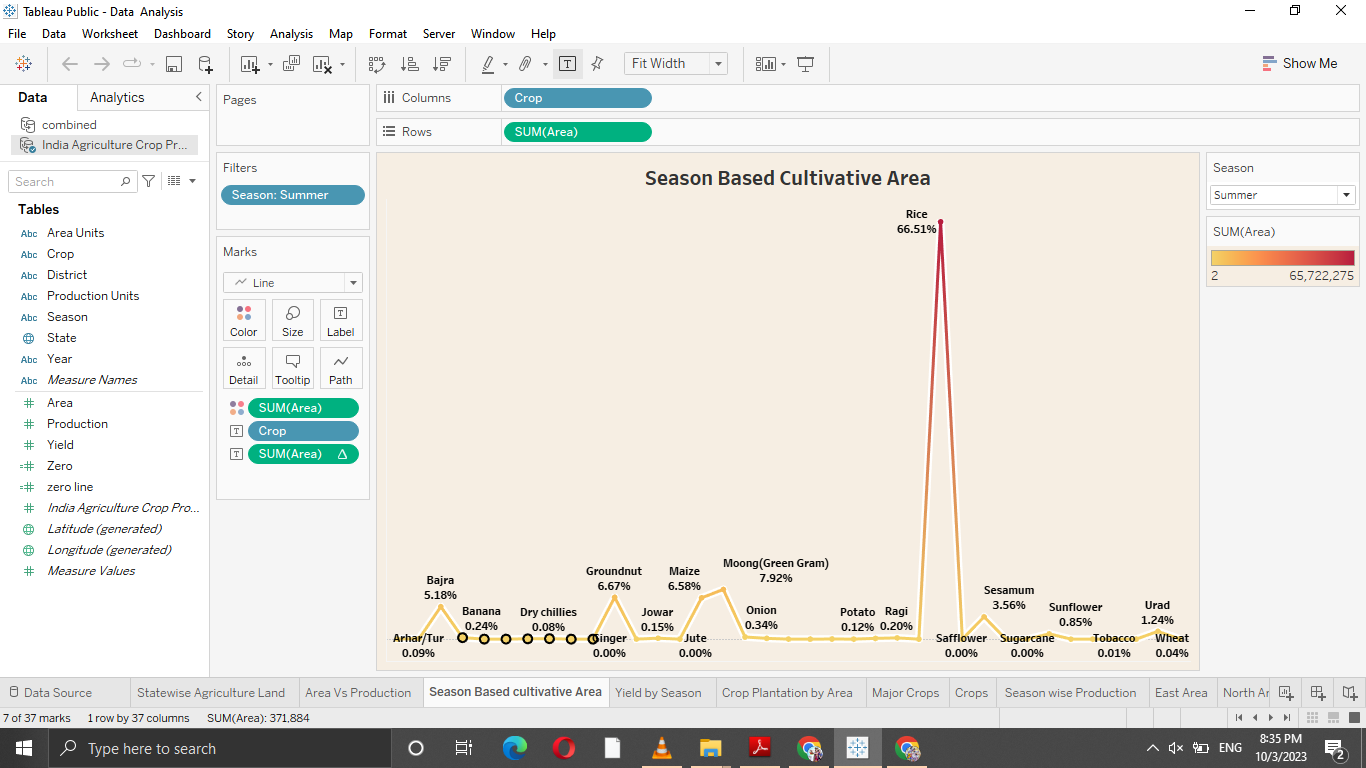 Tableau Public - Data Analysis
File Data Worksheet Dashboard Story Analysis Map Format Server Window Help
Fit Width
Show Me
Data Analytics
combined
India Agriculture Crop Pr...
Search
Tables
Abc Area Units
Abc Crop
Abc District
Abc Production Units
Abc Season
State
Abc Year
Abc Measure Names
# Area
# Production
# Yield
=# Zero
=# zero line
# India Agriculture Crop Pro...
Latitude (generated)
Longitude (generated)
# Measure Values
Pages
Filters
Season: Summer
Marks
Line
Color Size Label
Detail Tooltip Path
SUM(Area)
Crop
SUM(Area) Δ
Columns Crop
Rows SUM(Area)
Season Based Cultivative Area
Rice
66.51%
Moong(Green Gram)
7.92%
Groundnut
6.67%
Maize
6.58%
Bajra
5.18%
Sesamum
3.56%
Banana
0.24%
Dry chillies
0.08%
Jowar
0.15%
Onion
0.34%
Potato
0.12%
Ragi
0.20%
Sunflower
0.85%
Urad
1.24%
Arhar/Tur
0.09%
Ginger
0.00%
Jute
0.00%
Safflower
0.00%
Sugarcane
0.00%
Tobacco
0.01%
Wheat
0.04%
Season
Summer
SUM(Area)
2 65,722,275
Data Source Statewise Agriculture Land Area Vs Production Season Based cultivative Area Yield by Season Crop Plantation by Area Major Crops Crops Season wise Production East Area North Ar
7 of 37 marks 1 row by 37 columns SUM(Area): 371,884
Type here to search
ENG
8:35 PM
10/3/2023
2